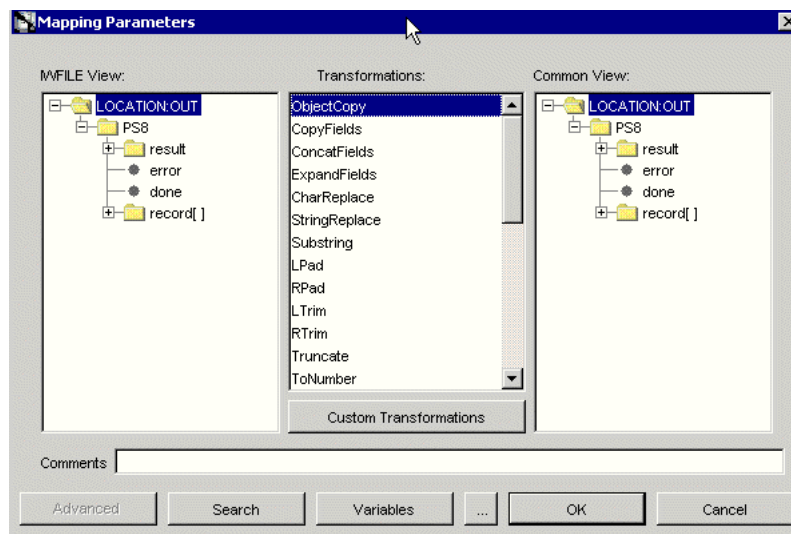 Mapping Parameters
IWFILE View:
LOCATION:OUT
PS8
result
error
done
record[ ]
Transformations:
ObjectCopy
CopyFields
ConcatFields
ExpandFields
CharReplace
StringReplace
Substring
LPad
RPad
LTrim
RTrim
Truncate
ToNumber
Custom Transformations
Common View:
LOCATION:OUT
PS8
result
error
done
record[ ]
Comments
Advanced
Search
Variables
...
OK
Cancel